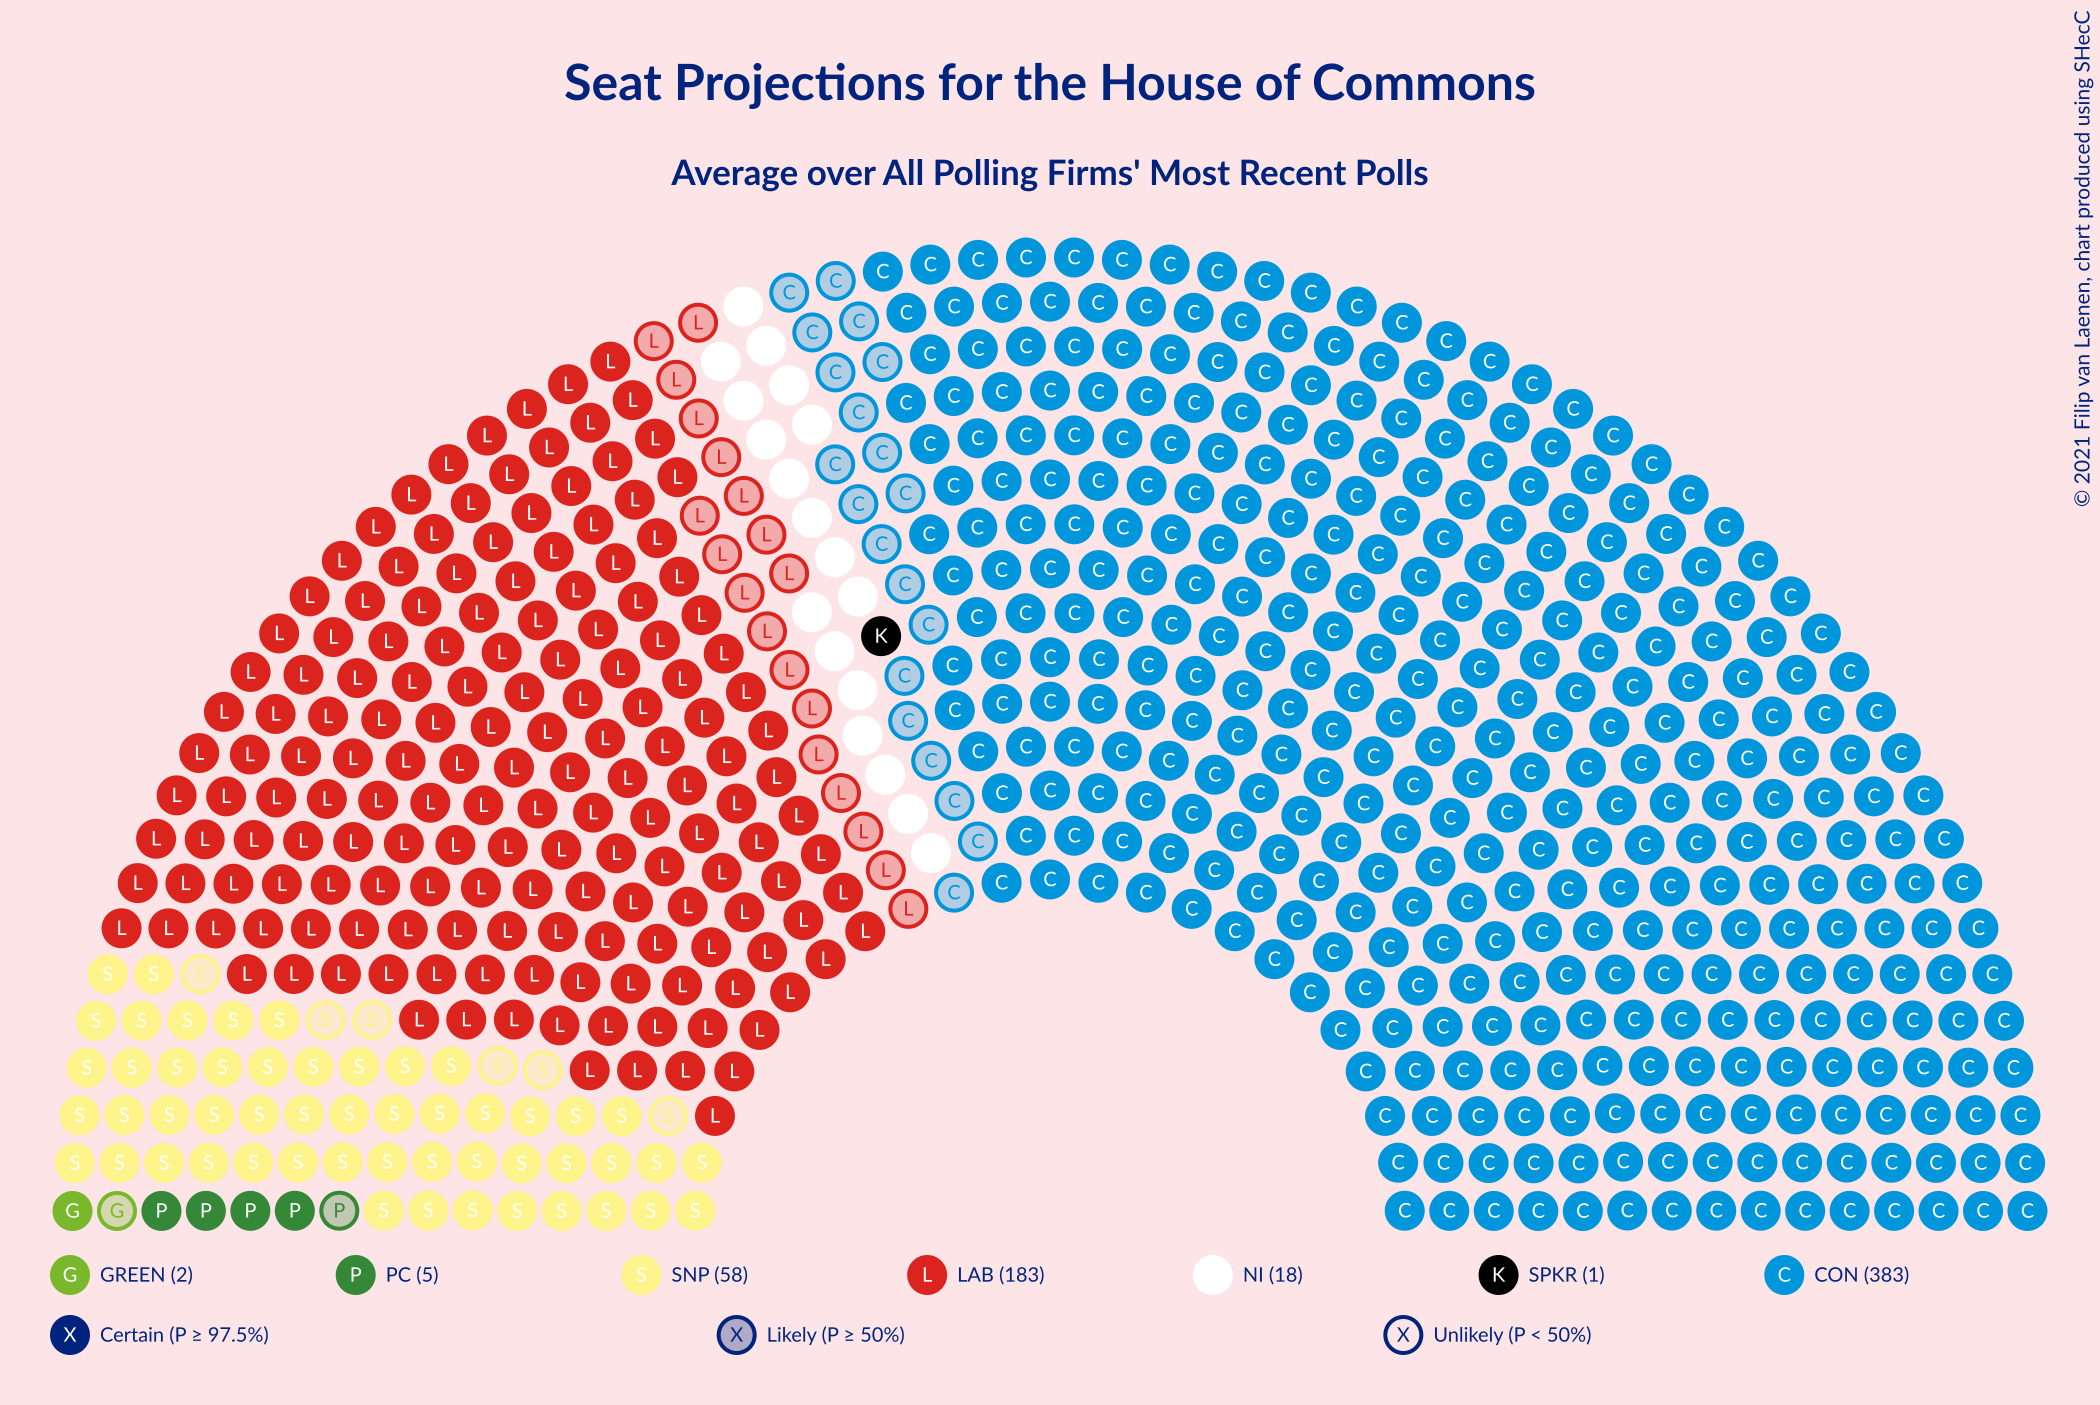 Seat Projections for the House of Commons
Average over All Polling Firms' Most Recent Polls
© 2021 Filip van Laenen, chart produced using SHecC
G GREEN (2)
P PC (5)
S SNP (58)
L LAB (183)
NI (18)
K SPKR (1)
C CON (383)
X Certain (P ≥ 97.5%)
X Likely (P ≥ 50%)
X Unlikely (P < 50%)